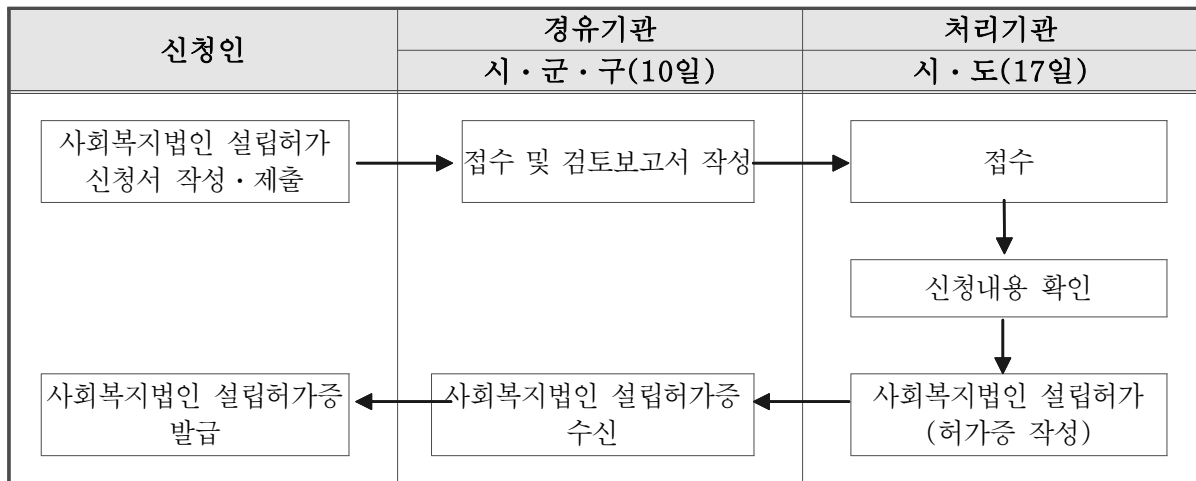 신청인
경유기관
처리기관
시・군・구(10일)
시・도(17일)
사회복지법인 설립허가
신청서 작성・제출
접수 및 검토보고서 작성
접수
신청내용 확인
사회복지법인 설립허가증
발급
사회복지법인 설립허가증
수신
사회복지법인 설립허가
(허가증 작성)